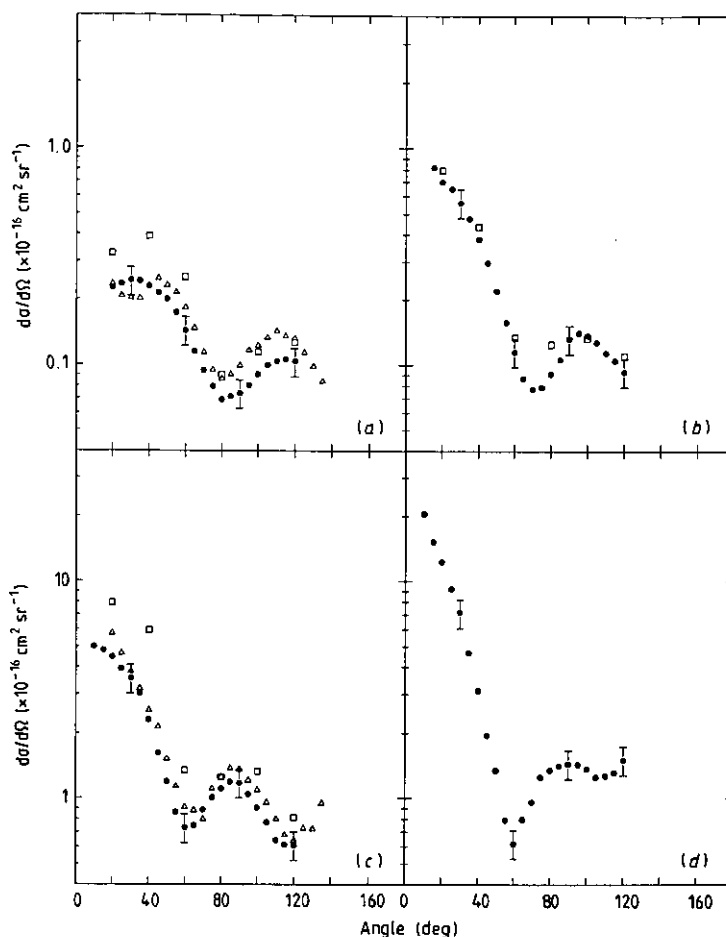 dσ/dΩ (×10⁻¹⁶ cm² sr⁻¹)
1.0
0.1
(a)
(b)
dσ/dΩ (×10⁻¹⁶ cm² sr⁻¹)
10
1
(c)
(d)
0 40 80 120 0 40 80 120 160
Angle (deg)